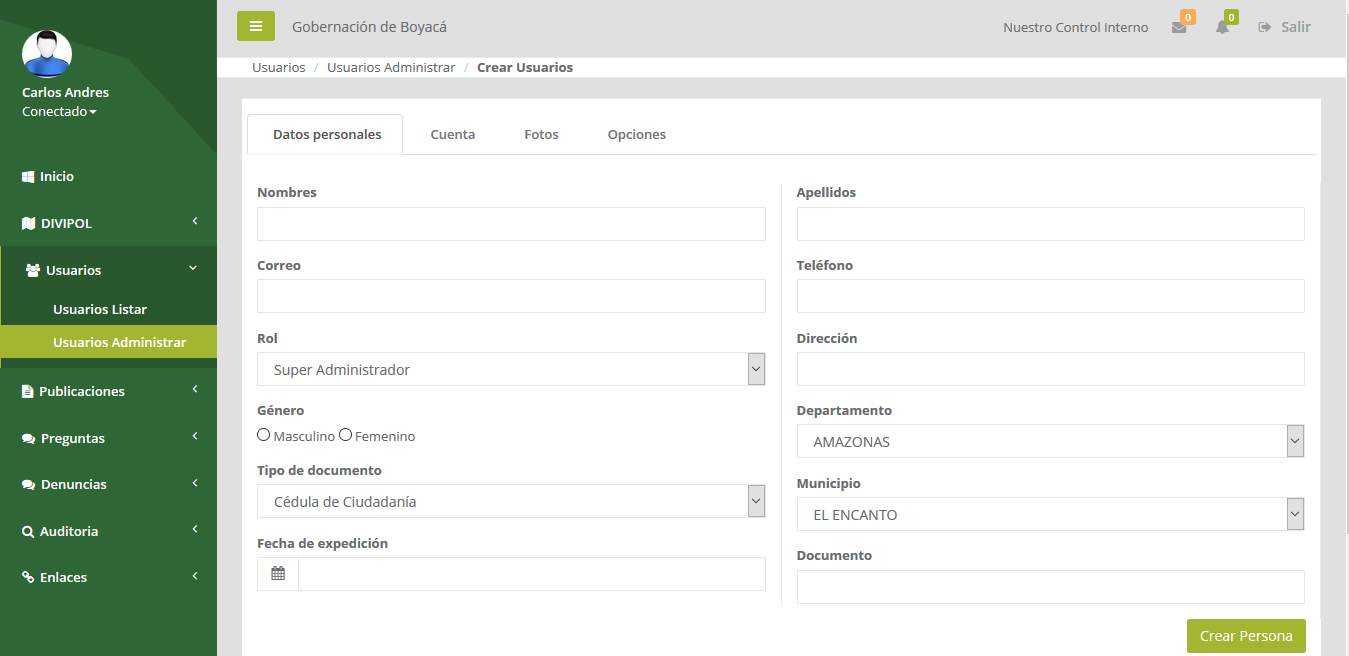 Gobernación de Boyacá
Nuestro Control Interno 0 0 Salir
Carlos Andres
Conectado
Inicio
DIVIPOL
Usuarios
Usuarios Listar
Usuarios Administrar
Publicaciones
Preguntas
Denuncias
Auditoria
Enlaces
Usuarios / Usuarios Administrar / Crear Usuarios
Datos personales Cuenta Fotos Opciones
Nombres
Correo
Rol
Super Administrador
Género
Masculino Femenino
Tipo de documento
Cédula de Ciudadanía
Fecha de expedición
Apellidos
Teléfono
Dirección
Departamento
AMAZONAS
Municipio
EL ENCANTO
Documento
Crear Persona